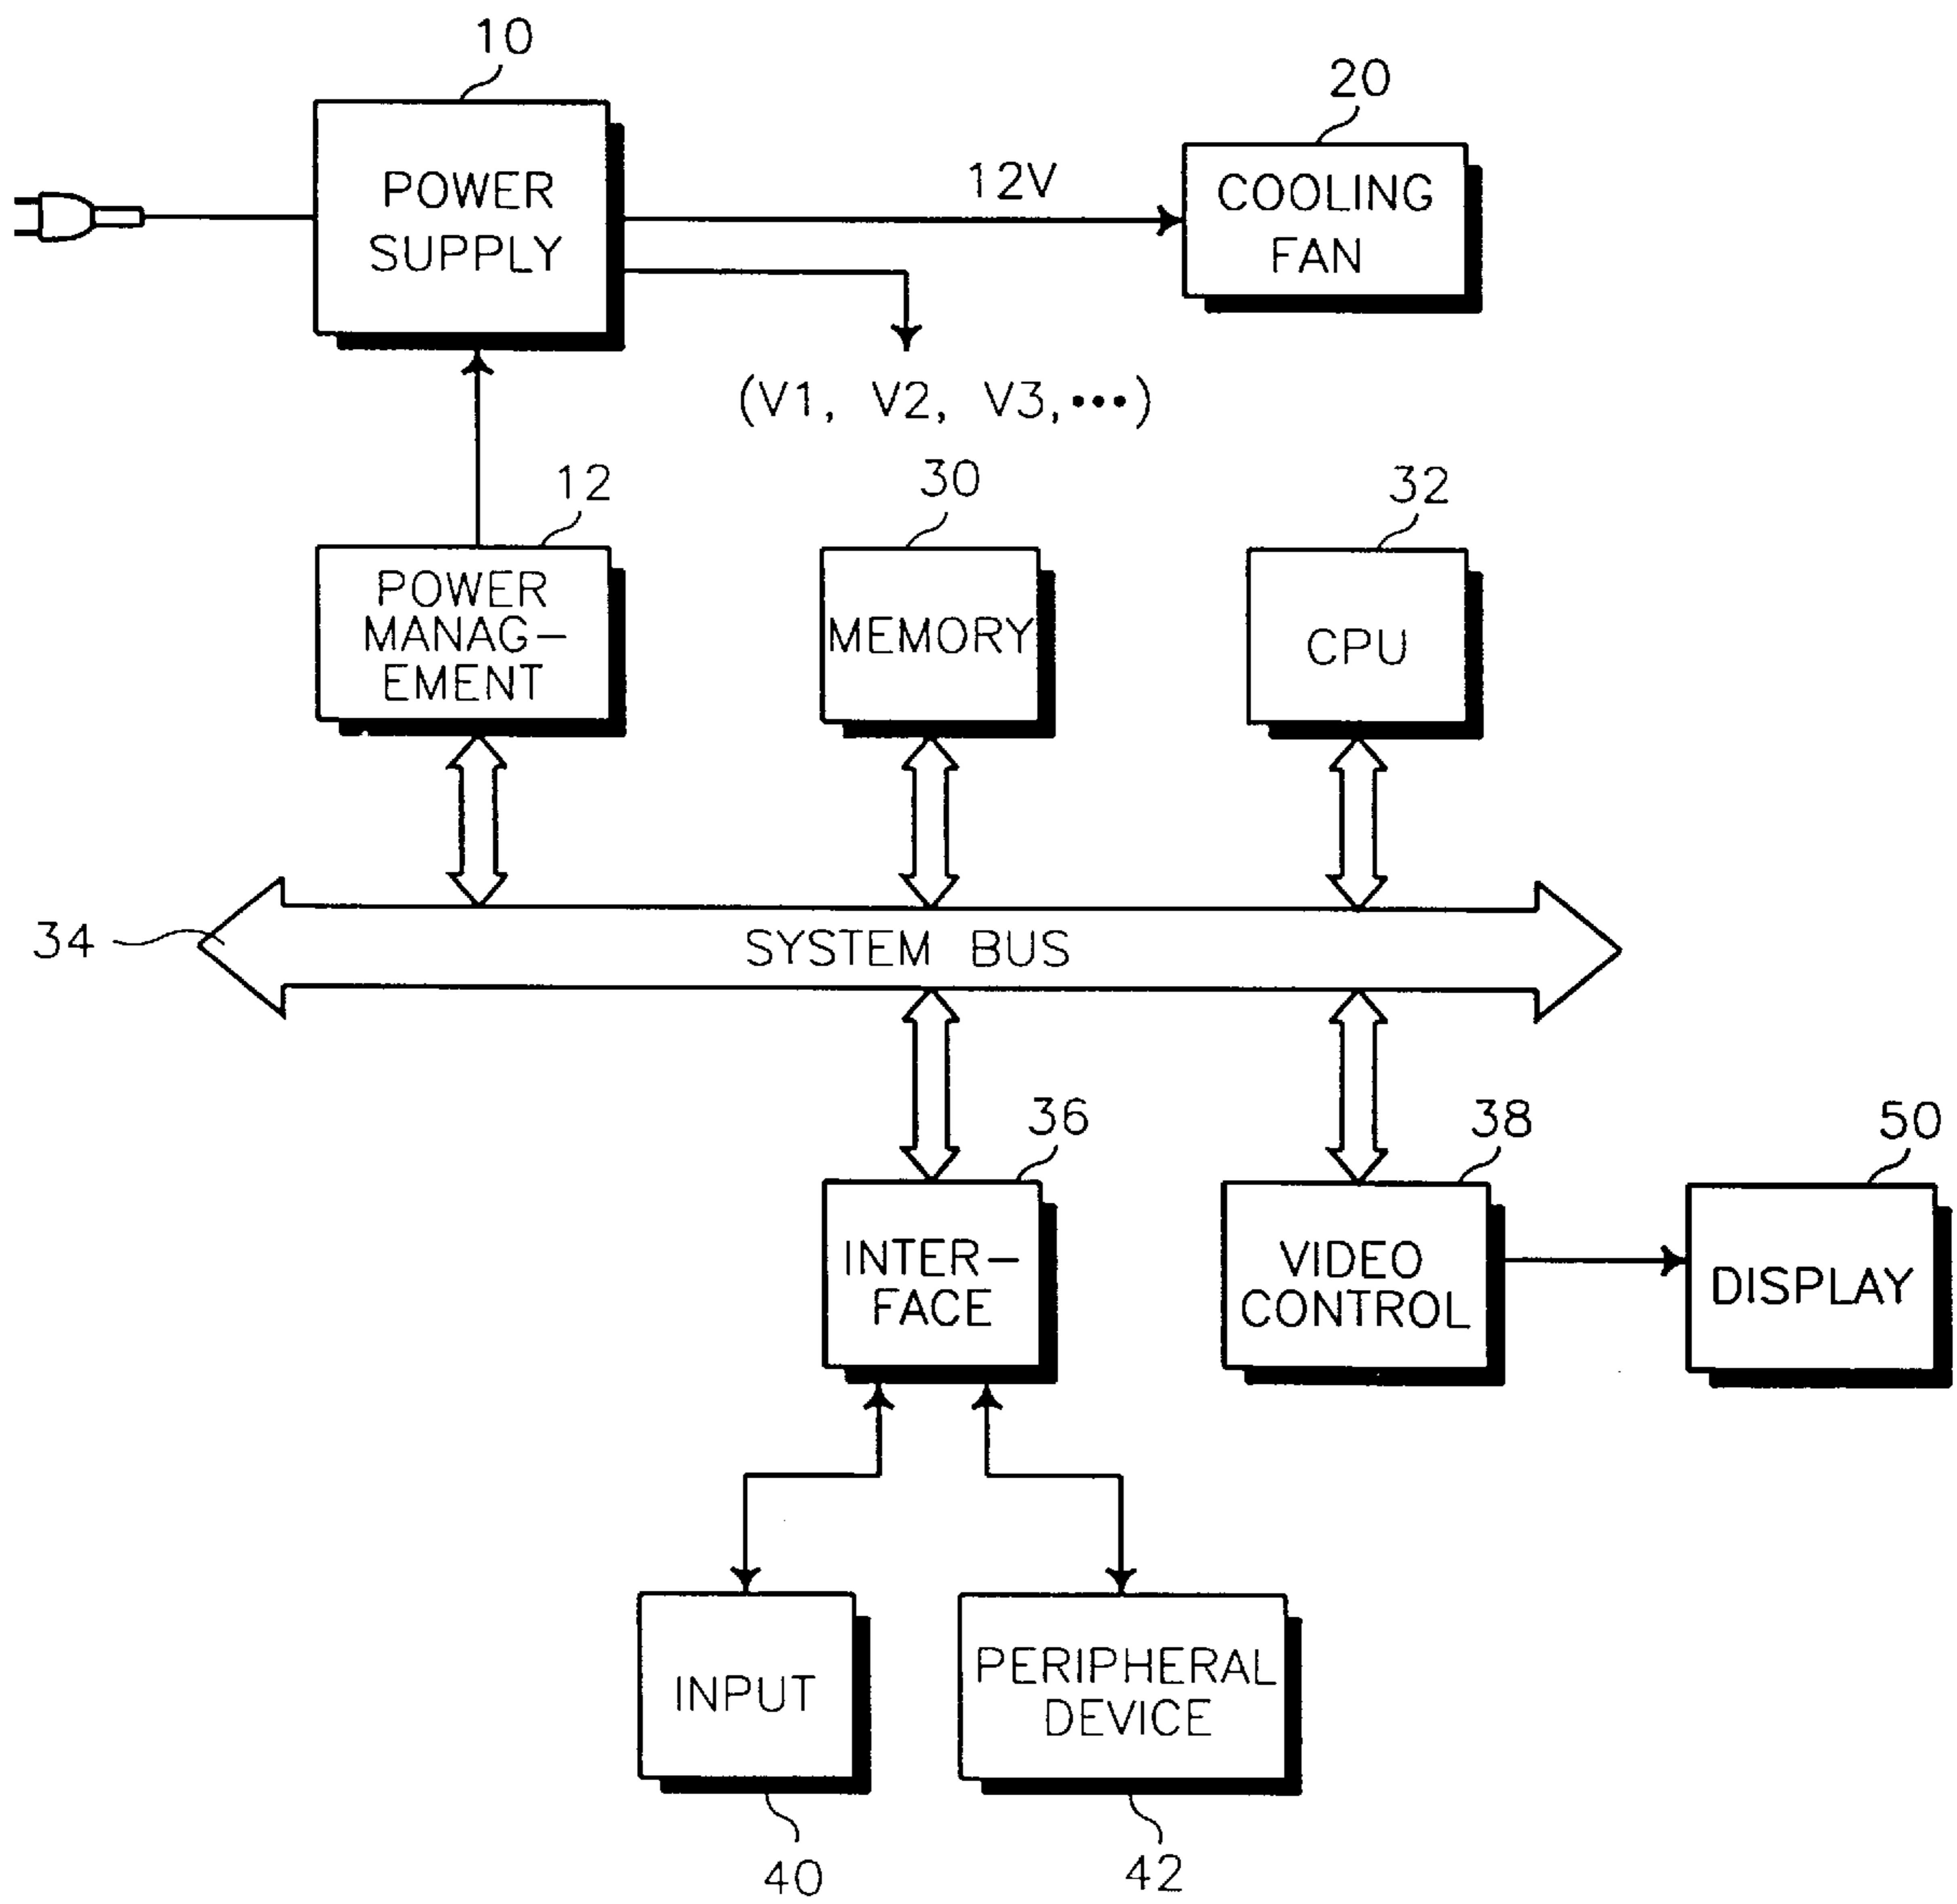 10
20
POWER
SUPPLY
12V
COOLING
FAN
(V1, V2, V3,•••)
12
30
32
POWER
MANAG-
EMENT
MEMORY
CPU
34
SYSTEM BUS
36
38
50
INTER-
FACE
VIDEO
CONTROL
DISPLAY
INPUT
PERIPHERAL
DEVICE
40
42